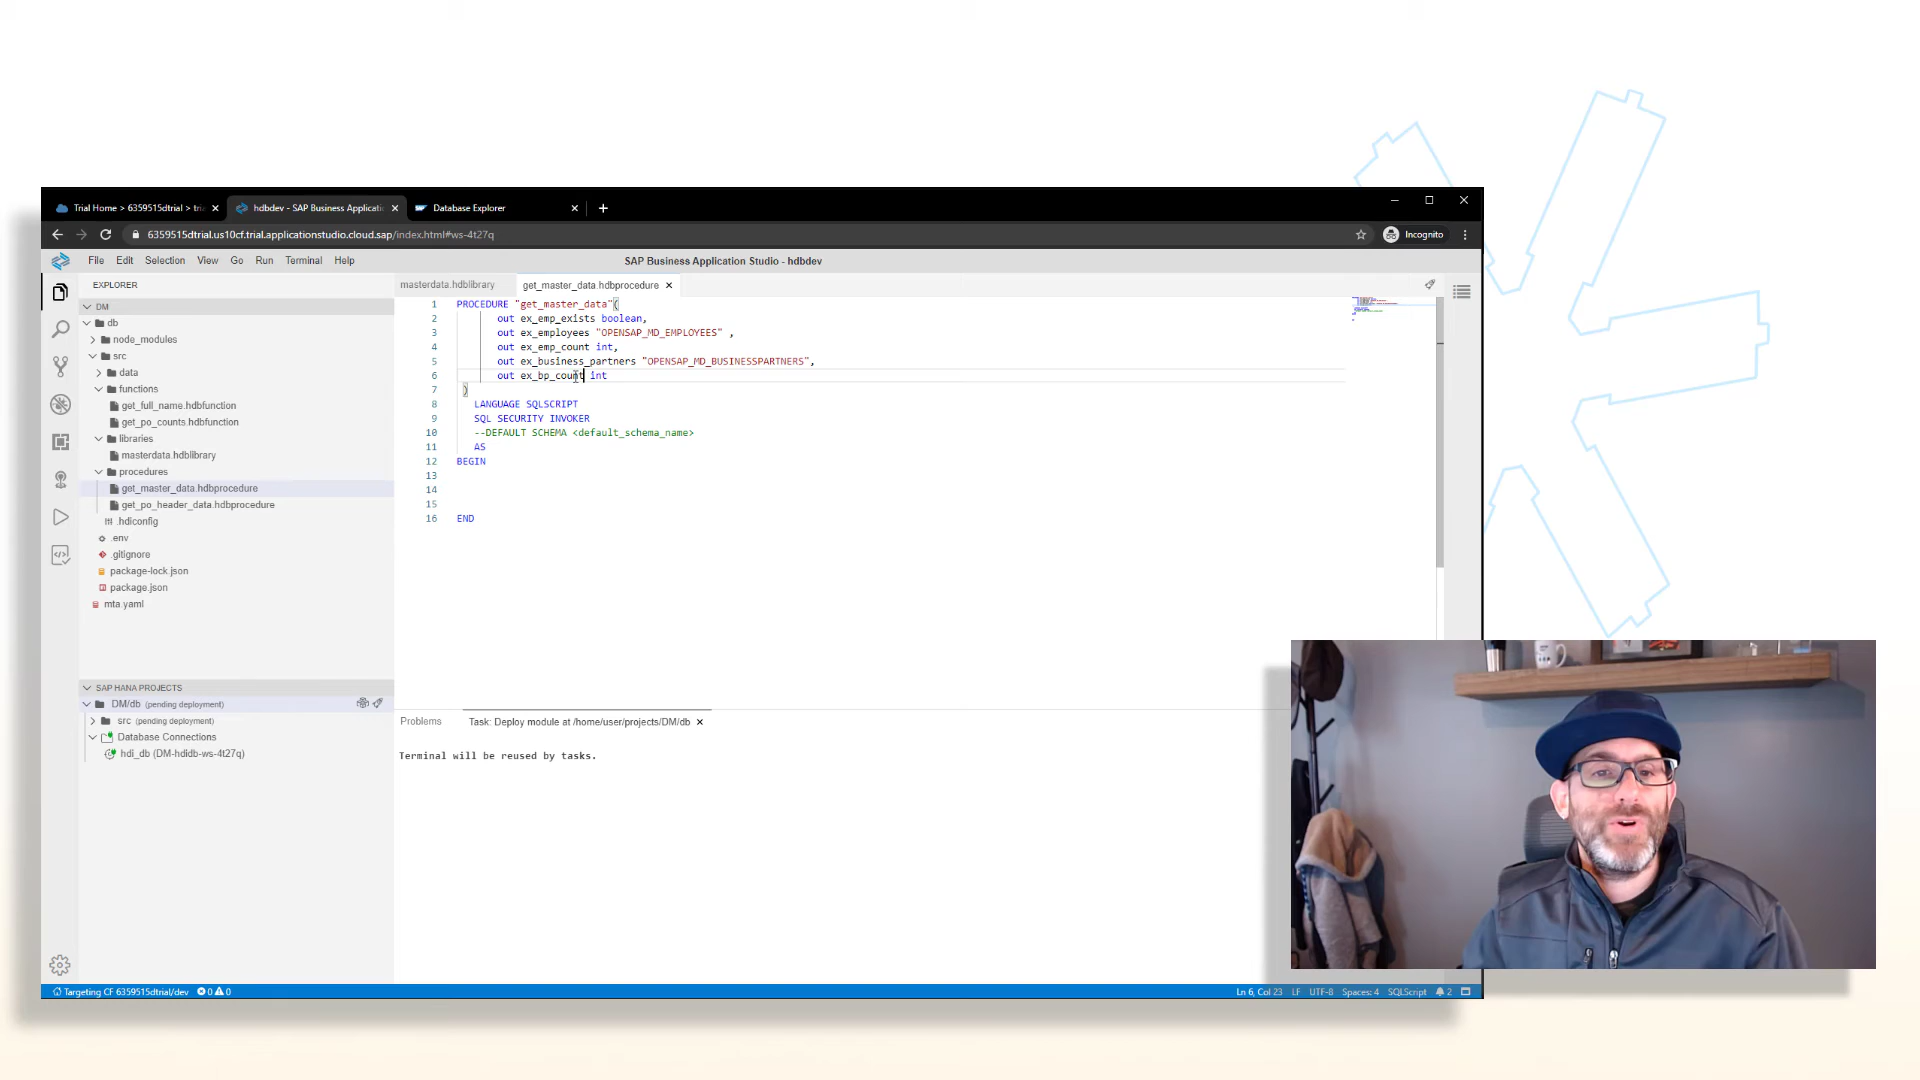 Trial Home > 6359515dtrial > tri
hdbdev - SAP Business Applicati
Database Explorer
6359515dtrial.us10cf.trial.applicationstudio.cloud.sap/index.html#ws-4t27q
Incognito
File Edit Selection View Go Run Terminal Help
SAP Business Application Studio - hdbdev
EXPLORER
masterdata.hdblibrary
get_master_data.hdbprocedure
DM
db
node_modules
src
data
functions
get_full_name.hdbfunction
get_po_counts.hdbfunction
libraries
masterdata.hdblibrary
procedures
get_master_data.hdbprocedure
get_po_header_data.hdbprocedure
.hdiconfig
.env
.gitignore
package-lock.json
package.json
mta.yaml
SAP HANA PROJECTS
DM/db (pending deployment)
src (pending deployment)
Database Connections
hdi_db (DM-hdidb-ws-4t27q)
1 PROCEDURE "get_master_data"(
2 out ex_emp_exists boolean,
3 out ex_employees "OPENSAP_MD_EMPLOYEES" ,
4 out ex_emp_count int,
5 out ex_business_partners "OPENSAP_MD_BUSINESSPARTNERS",
6 out ex_bp_count int
7 )
8 LANGUAGE SQLSCRIPT
9 SQL SECURITY INVOKER
10 --DEFAULT SCHEMA <default_schema_name>
11 AS
12 BEGIN
13
14
15
16 END
Problems
Task: Deploy module at /home/user/projects/DM/db
Terminal will be reused by tasks.
Targeting CF 6359515dtrial/dev 0 0
Ln 6, Col 23 LF UTF-8 Spaces: 4 SQLScript 2